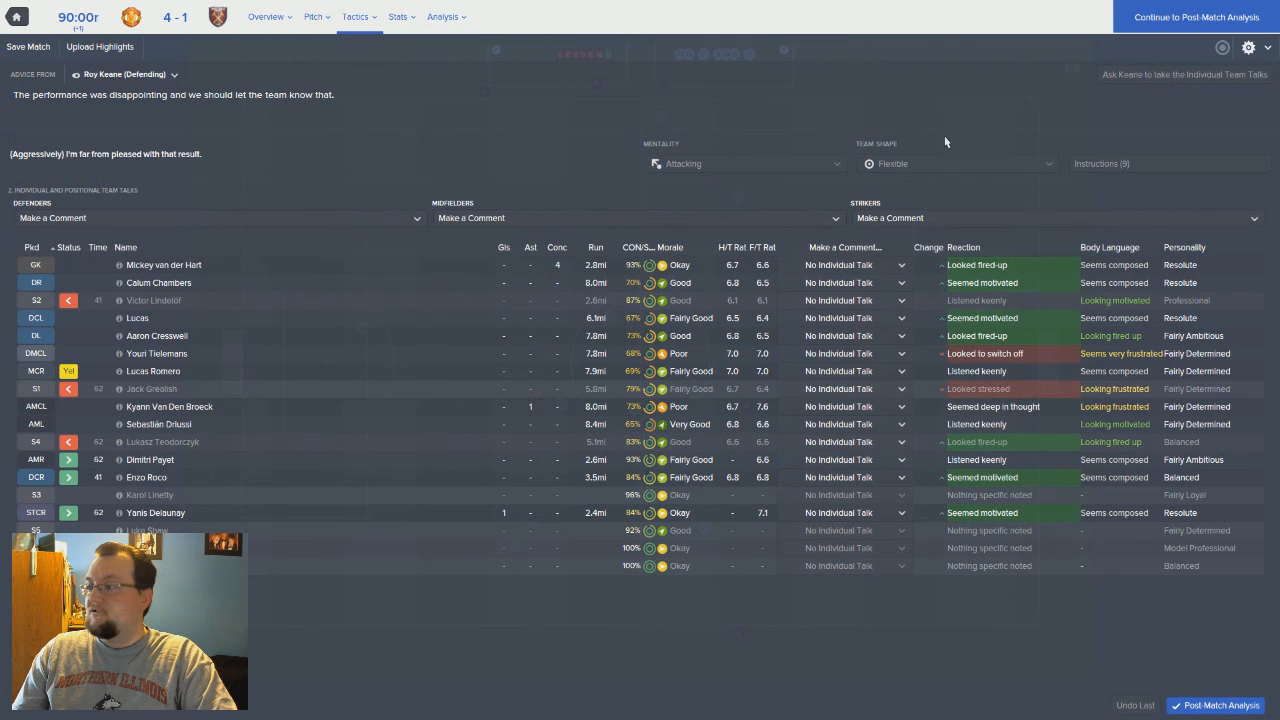 90:00r 4 - 1 Overview Pitch Tactics Stats Analysis Continue to Post-Match Analysis
(+1)
Save Match Upload Highlights
ADVICE FROM Roy Keane (Defending) Ask Keane to take the Individual Team Talks
The performance was disappointing and we should let the team know that.
MENTALITY TEAM SHAPE
(Aggressively) I'm far from pleased with that result. Attacking Flexible Instructions (9)
2. INDIVIDUAL AND POSITIONAL TEAM TALKS
DEFENDERS MIDFIELDERS STRIKERS
Make a Comment Make a Comment Make a Comment
Pkd Status Time Name Gls Ast Conc Run CON/S... Morale H/T Rat F/T Rat Make a Comment... Change Reaction Body Language Personality
GK Mickey van der Hart - - 4 2.8mi 93% Okay 6.7 6.6 No Individual Talk Looked fired-up Seems composed Resolute
DR Calum Chambers - - - 8.0mi 70% Good 6.8 6.5 No Individual Talk Seemed motivated Seems composed Resolute
S2 41 Victor Lindelöf - - - 2.6mi 87% Good 6.1 6.1 No Individual Talk Listened keenly Looking motivated Professional
DCL Lucas - - - 6.1mi 67% Fairly Good 6.5 6.4 No Individual Talk Seemed motivated Seems composed Resolute
DL Aaron Cresswell - - - 7.8mi 73% Good 6.8 6.5 No Individual Talk Looked fired-up Looking fired up Fairly Ambitious
DMCL Youri Tielemans - - - 7.8mi 68% Poor 7.0 7.0 No Individual Talk Looked to switch off Seems very frustrated Fairly Determined
MCR Yel Lucas Romero - - - 7.9mi 69% Fairly Good 7.0 7.0 No Individual Talk Listened keenly Seems composed Fairly Determined
S1 62 Jack Grealish - - - 5.8mi 79% Fairly Good 6.7 6.4 No Individual Talk Looked stressed Looking frustrated Fairly Determined
AMCL Kyann Van Den Broeck - 1 - 8.0mi 73% Poor 6.7 7.6 No Individual Talk Seemed deep in thought Looking frustrated Fairly Determined
AML Sebastián Driussi - - - 8.4mi 65% Very Good 6.8 6.6 No Individual Talk Listened keenly Looking motivated Fairly Determined
S4 62 Lukasz Teodorczyk - - - 5.1mi 83% Good 6.6 6.6 No Individual Talk Looked fired-up Looking fired up Balanced
AMR 62 Dimitri Payet - - - 2.6mi 93% Fairly Good - 6.6 No Individual Talk Listened keenly Seems composed Fairly Ambitious
DCR 41 Enzo Roco - - - 3.5mi 84% Fairly Good 6.8 6.8 No Individual Talk Seemed motivated Seems composed Balanced
S3 Karol Linetty - - - 96% Okay - - No Individual Talk Nothing specific noted - Fairly Loyal
STCR 62 Yanis Delaunay 1 - - 2.4mi 84% Okay - 7.1 No Individual Talk Seemed motivated Seems composed Resolute
S5 Luke Shaw - - - 92% Good - - No Individual Talk Nothing specific noted - Fairly Determined
- - - 100% Okay - - No Individual Talk Nothing specific noted - Model Professional
- - - 100% Okay - - No Individual Talk Nothing specific noted - Balanced
NORTHERN ILLINOIS
Undo Last Post-Match Analysis